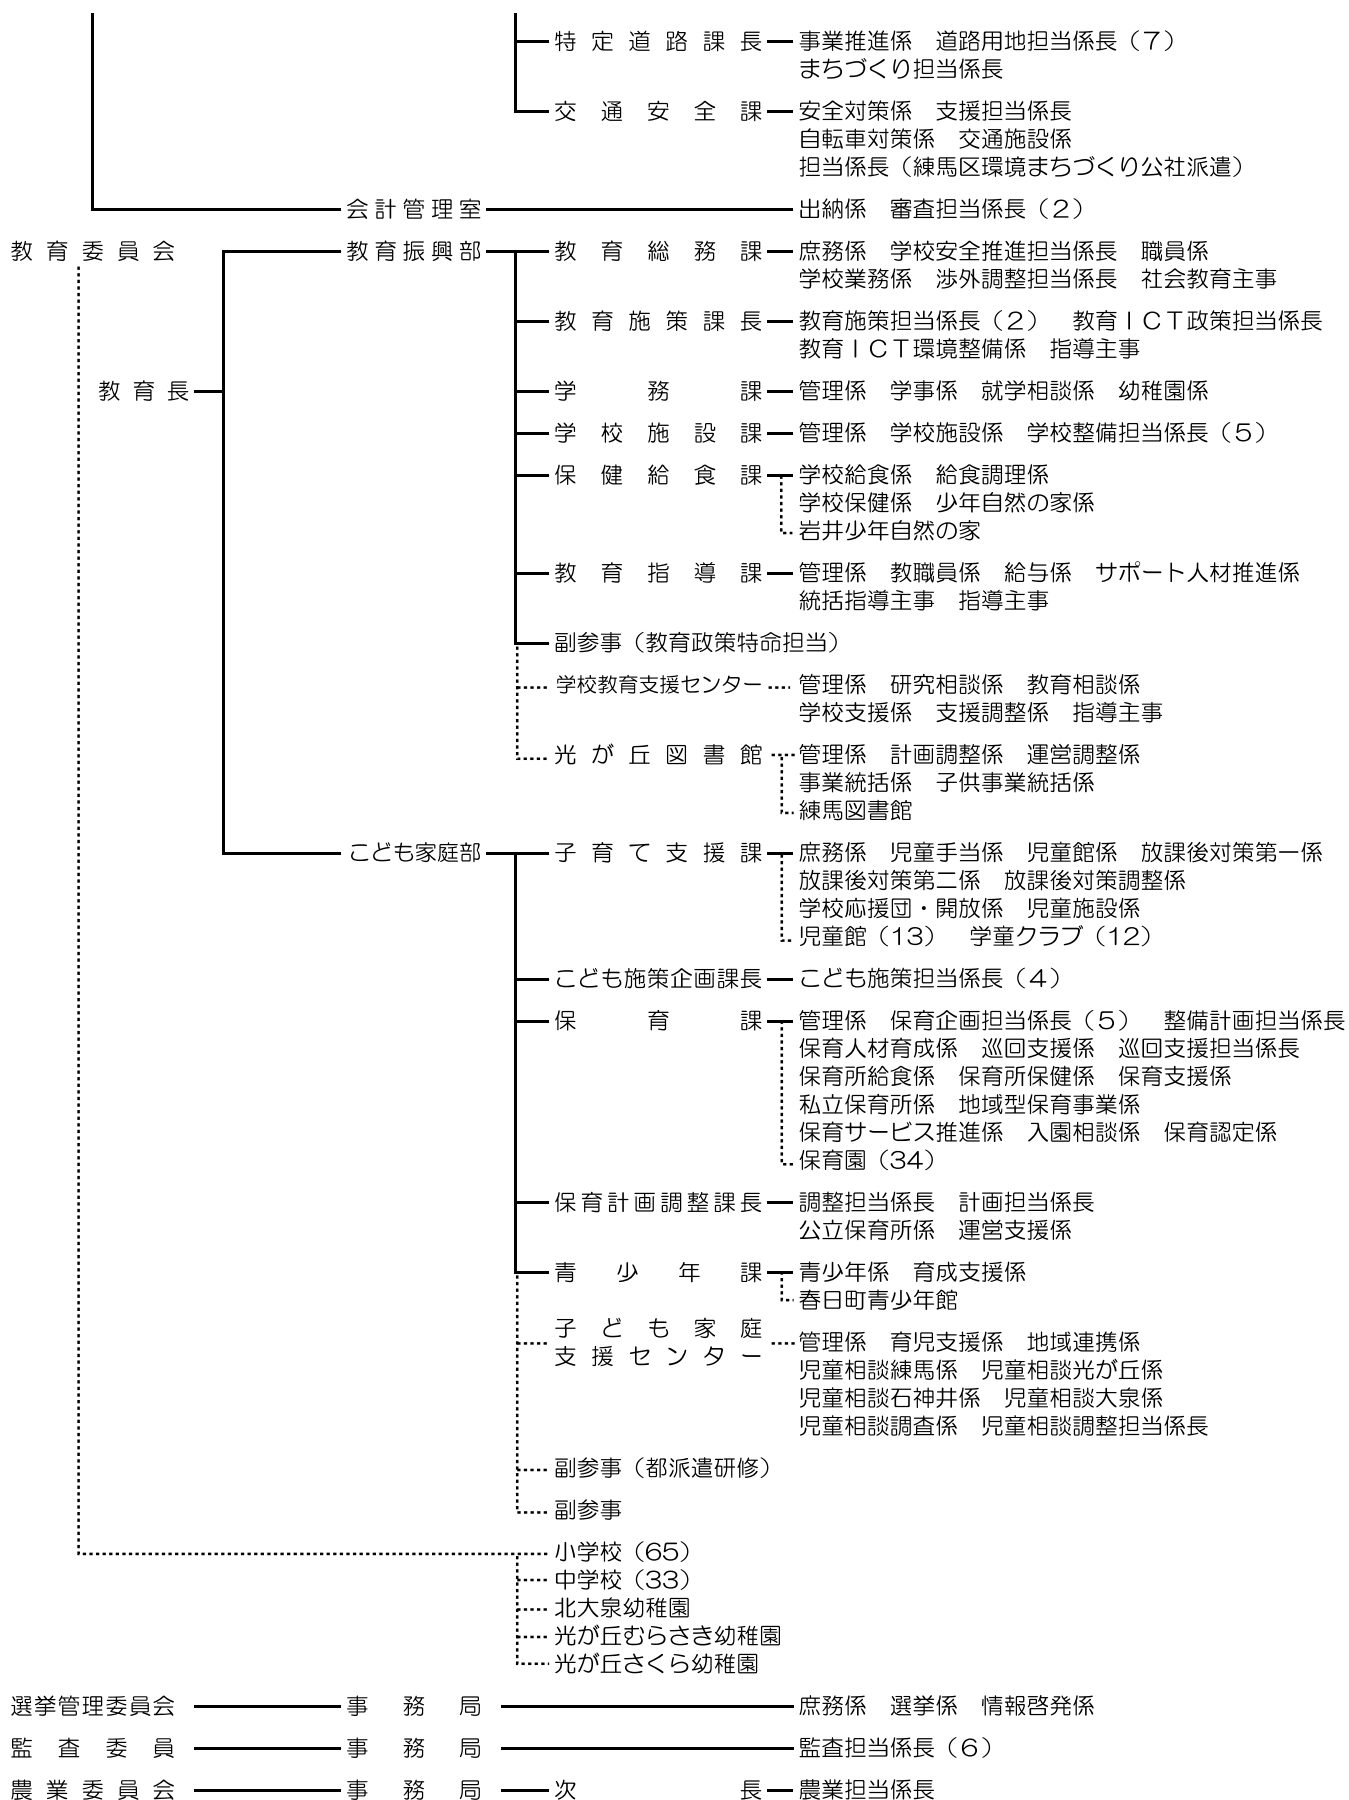 特定道路課長 事業推進係　道路用地担当係長（7）
まちづくり担当係長
交通安全課 安全対策係　支援担当係長
自転車対策係　交通施設係
担当係長（練馬区環境まちづくり公社派遣）
会計管理室 出納係　審査担当係長（2）
教育委員会 教育振興部 教育総務課 庶務係　学校安全推進担当係長　職員係
学校業務係　渉外調整担当係長　社会教育主事
教育施策課長 教育施策担当係長（2）　教育ＩＣＴ政策担当係長
教育ＩＣＴ環境整備係　指導主事
教育長 学務課 管理係　学事係　就学相談係　幼稚園係
学校施設課 管理係　学校施設係　学校整備担当係長（5）
保健給食課 学校給食係　給食調理係
学校保健係　少年自然の家係
岩井少年自然の家
教育指導課 管理係　教職員係　給与係　サポート人材推進係
統括指導主事　指導主事
副参事（教育政策特命担当）
学校教育支援センター 管理係　研究相談係　教育相談係
学校支援係　支援調整係　指導主事
光が丘図書館 管理係　計画調整係　運営調整係
事業統括係　子供事業統括係
練馬図書館
こども家庭部 子育て支援課 庶務係　児童手当係　児童館係　放課後対策第一係
放課後対策第二係　放課後対策調整係
学校応援団・開放係　児童施設係
児童館（13）　学童クラブ（12）
こども施策企画課長 こども施策担当係長（4）
保育課 管理係　保育企画担当係長（5）　整備計画担当係長
保育人材育成係　巡回支援係　巡回支援担当係長
保育所給食係　保育所保健係　保育支援係
私立保育所係　地域型保育事業係
保育サービス推進係　入園相談係　保育認定係
保育園（34）
保育計画調整課長 調整担当係長　計画担当係長
公立保育所係　運営支援係
青少年課 青少年係　育成支援係
春日町青少年館
子ども家庭
支援センター 管理係　育児支援係　地域連携係
児童相談練馬係　児童相談光が丘係
児童相談石神井係　児童相談大泉係
児童相談調査係　児童相談調整担当係長
副参事（都派遣研修）
副参事
小学校（65）
中学校（33）
北大泉幼稚園
光が丘むらさき幼稚園
光が丘さくら幼稚園
選挙管理委員会 事務局 庶務係　選挙係　情報啓発係
監査委員 事務局 監査担当係長（6）
農業委員会 事務局 次長 農業担当係長